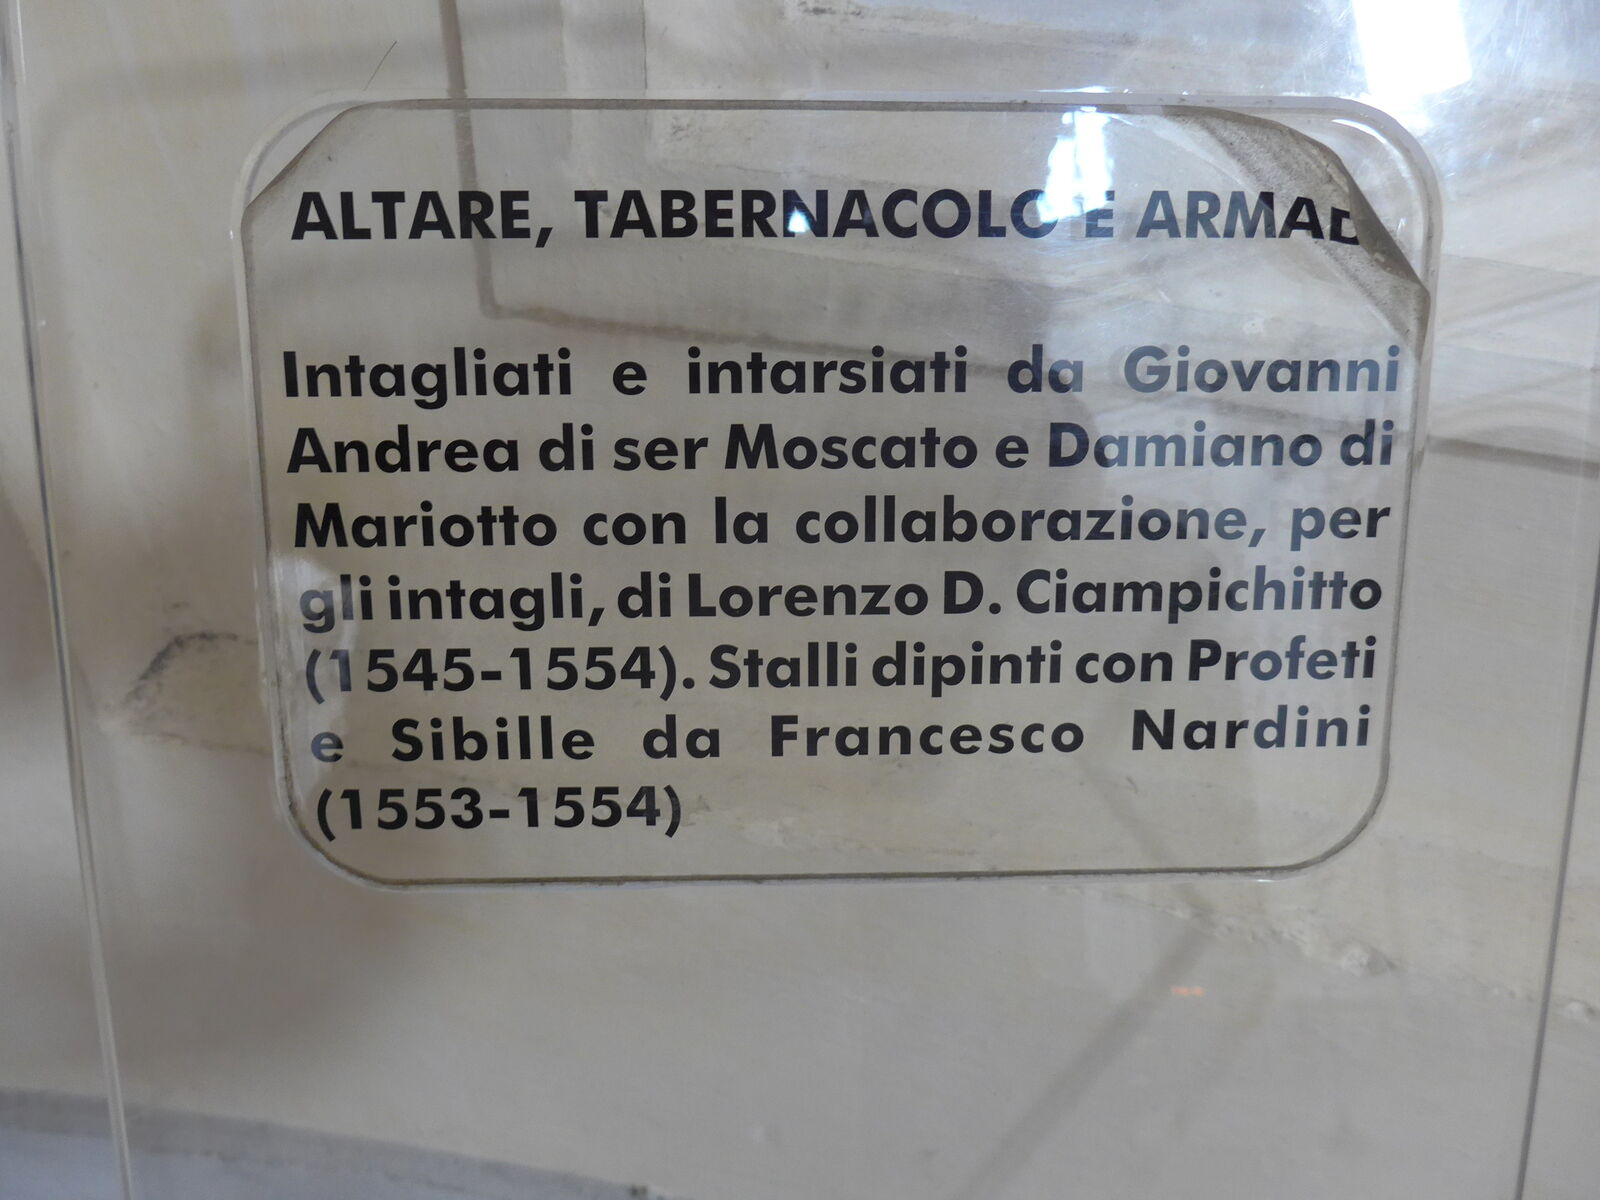 ALTARE, TABERNACOLO E ARMAD
Intagliati e intarsiati da Giovanni
Andrea di ser Moscato e Damiano di
Mariotto con la collaborazione, per
gli intagli, di Lorenzo D. Ciampichitto
(1545-1554). Stalli dipinti con Profeti
e Sibille da Francesco Nardini
(1553-1554)